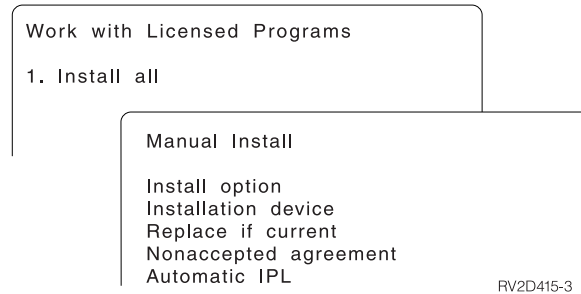 Work with Licensed Programs
1. Install all
Manual Install
Install option
Installation device
Replace if current
Nonaccepted agreement
Automatic IPL
RV2D415-3